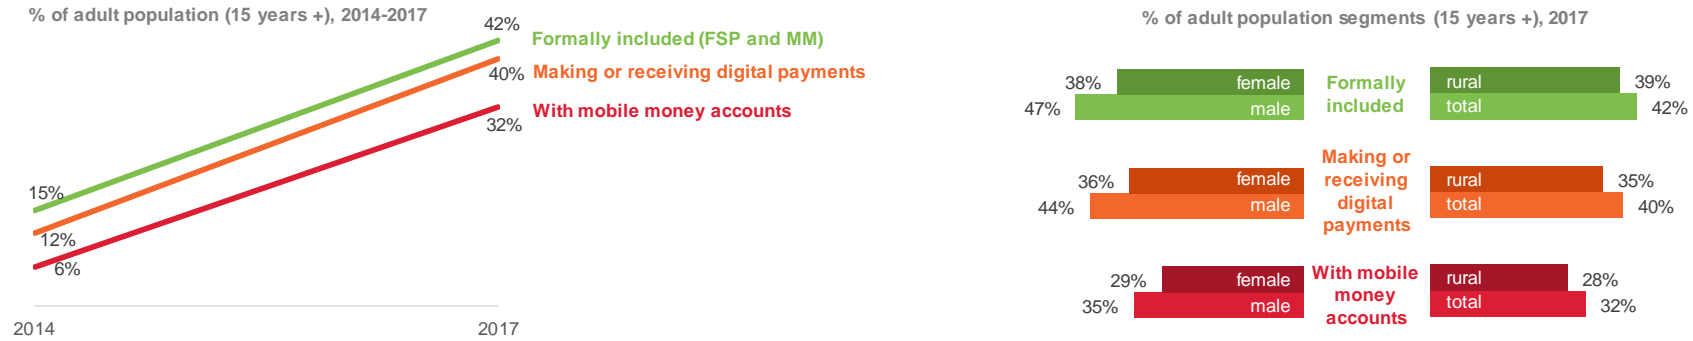 % of adult population (15 years +), 2014-2017
42%
Formally included (FSP and MM)
40%
Making or receiving digital payments
With mobile money accounts
32%
15%
12%
6%
2014
2017
% of adult population segments (15 years +), 2017
38%
female
47%
male
Formally
included
rural
39%
total
42%
36%
female
44%
male
Making or
receiving
digital
payments
rural
35%
total
40%
29%
female
35%
male
With mobile
money
accounts
rural
28%
total
32%